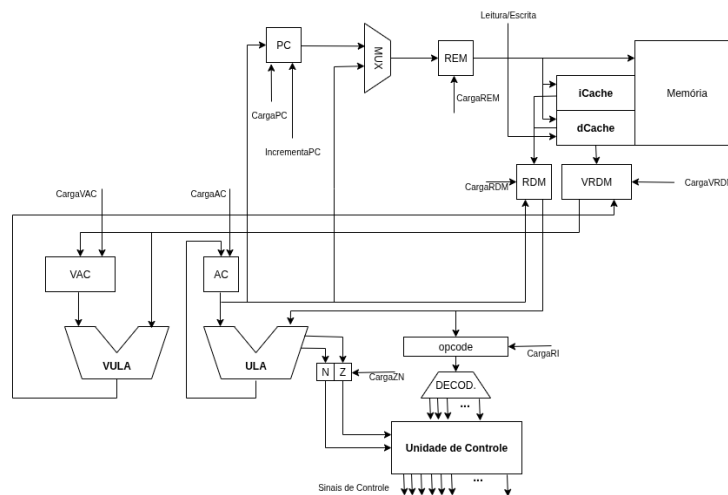 Leitura/Escrita
PC
MUX
REM
CargaPC
IncrementaPC
CargaREM
iCache
dCache
Memória
CargaRDM
RDM
VRDM
CargaVRDM
CargaVAC
CargaAC
VAC
AC
VULA
ULA
N
Z
CargaZN
opcode
CargaRI
DECOD.
...
Unidade de Controle
Sinais de Controle
...